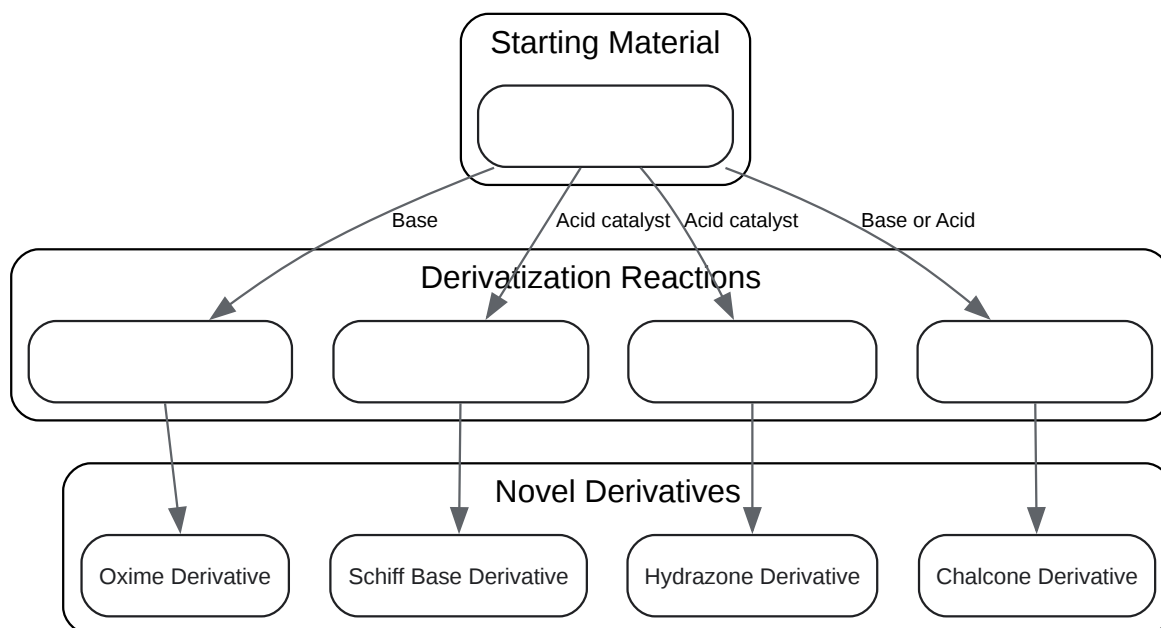 Starting Material
Base
Acid catalyst
Acid catalyst
Base or Acid
Derivatization Reactions
Novel Derivatives
Oxime Derivative
Schiff Base Derivative
Hydrazone Derivative
Chalcone Derivative